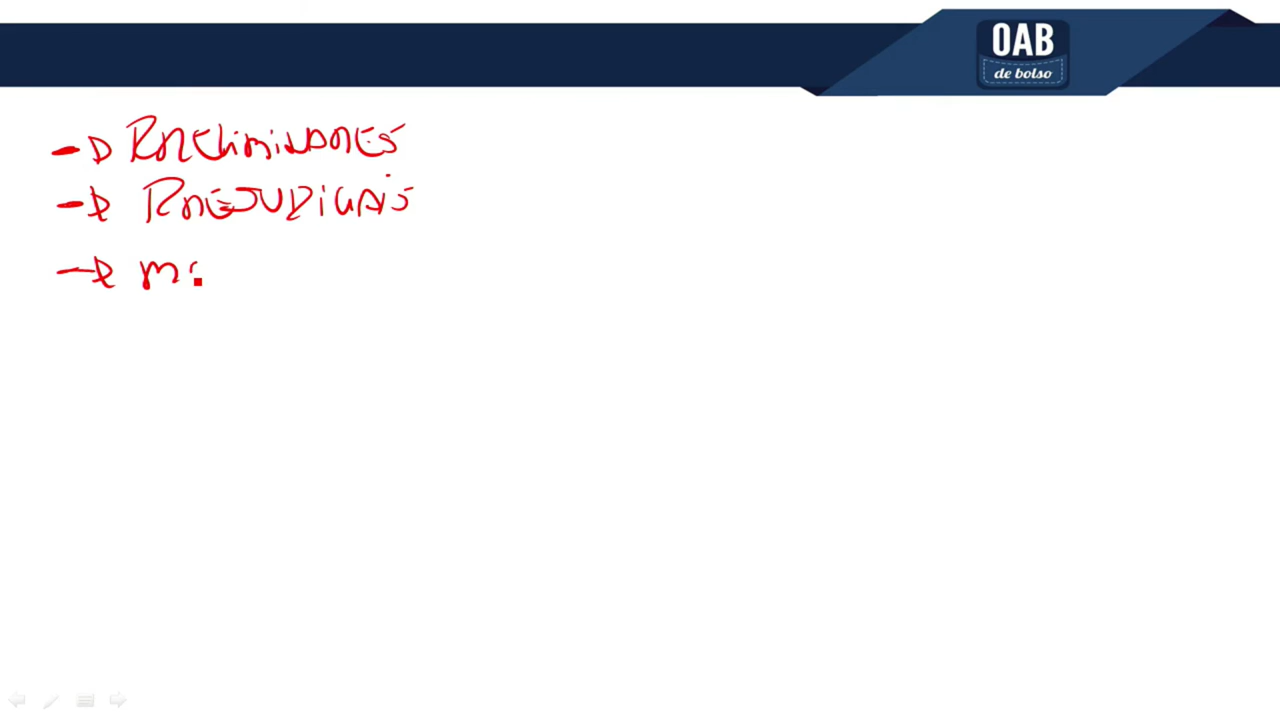 OAB
de bolso
→ PRELIMINARES
→ PREJUDICIAIS
→ M